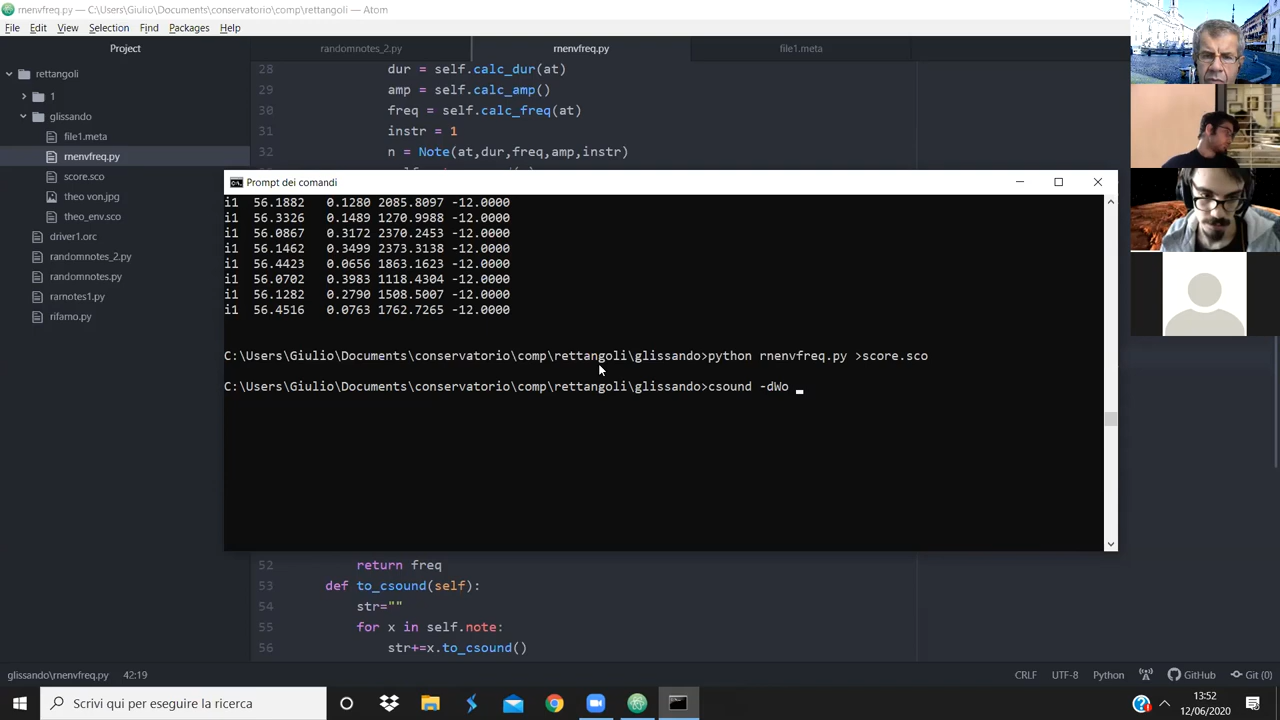 rnenvfreq.py — C:\Users\Giulio\Documents\conservatorio\comp\rettangoli — Atom
File Edit View Selection Find Packages Help
Project
randomnotes_2.py rnenvfreq.py file1.meta
rettangoli
1
glissando
file1.meta
rnenvfreq.py
score.sco
theo von.jpg
theo_env.sco
driver1.orc
randomnotes_2.py
randomnotes.py
ramotes1.py
rifamo.py
28 dur = self.calc_dur(at)
29 amp = self.calc_amp()
30 freq = self.calc_freq(at)
31 instr = 1
32 n = Note(at,dur,freq,amp,instr)
Prompt dei comandi
i1 56.1882 0.1280 2085.8097 -12.0000
i1 56.3326 0.1489 1270.9988 -12.0000
i1 56.0867 0.3172 2370.2453 -12.0000
i1 56.1462 0.3499 2373.3138 -12.0000
i1 56.4423 0.0656 1863.1623 -12.0000
i1 56.0702 0.3983 1118.4304 -12.0000
i1 56.1282 0.2790 1508.5007 -12.0000
i1 56.4516 0.0763 1762.7265 -12.0000
C:\Users\Giulio\Documents\conservatorio\comp\rettangoli\glissando>python rnenvfreq.py >score.sco
C:\Users\Giulio\Documents\conservatorio\comp\rettangoli\glissando>csound -dWo _
52 return freq
53 def to_csound(self):
54 str=""
55 for x in self.note:
56 str+=x.to_csound()
glissando\rnenvfreq.py 42:19 CRLF UTF-8 Python GitHub Git (0)
Scrivi qui per eseguire la ricerca
13:52
12/06/2020